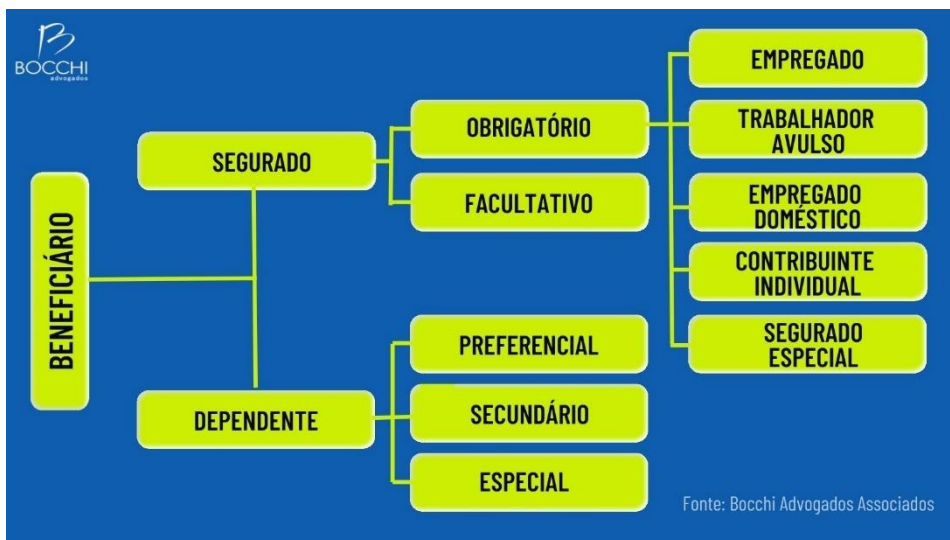 BOCCHI
advogados
BENEFICIÁRIO
SEGURADO
OBRIGATÓRIO
FACULTATIVO
EMPREGADO
TRABALHADOR
AVULSO
EMPREGADO
DOMÉSTICO
CONTRIBUINTE
INDIVIDUAL
SEGURADO
ESPECIAL
DEPENDENTE
PREFERENCIAL
SECUNDÁRIO
ESPECIAL
Fonte: Bocchi Advogados Associados